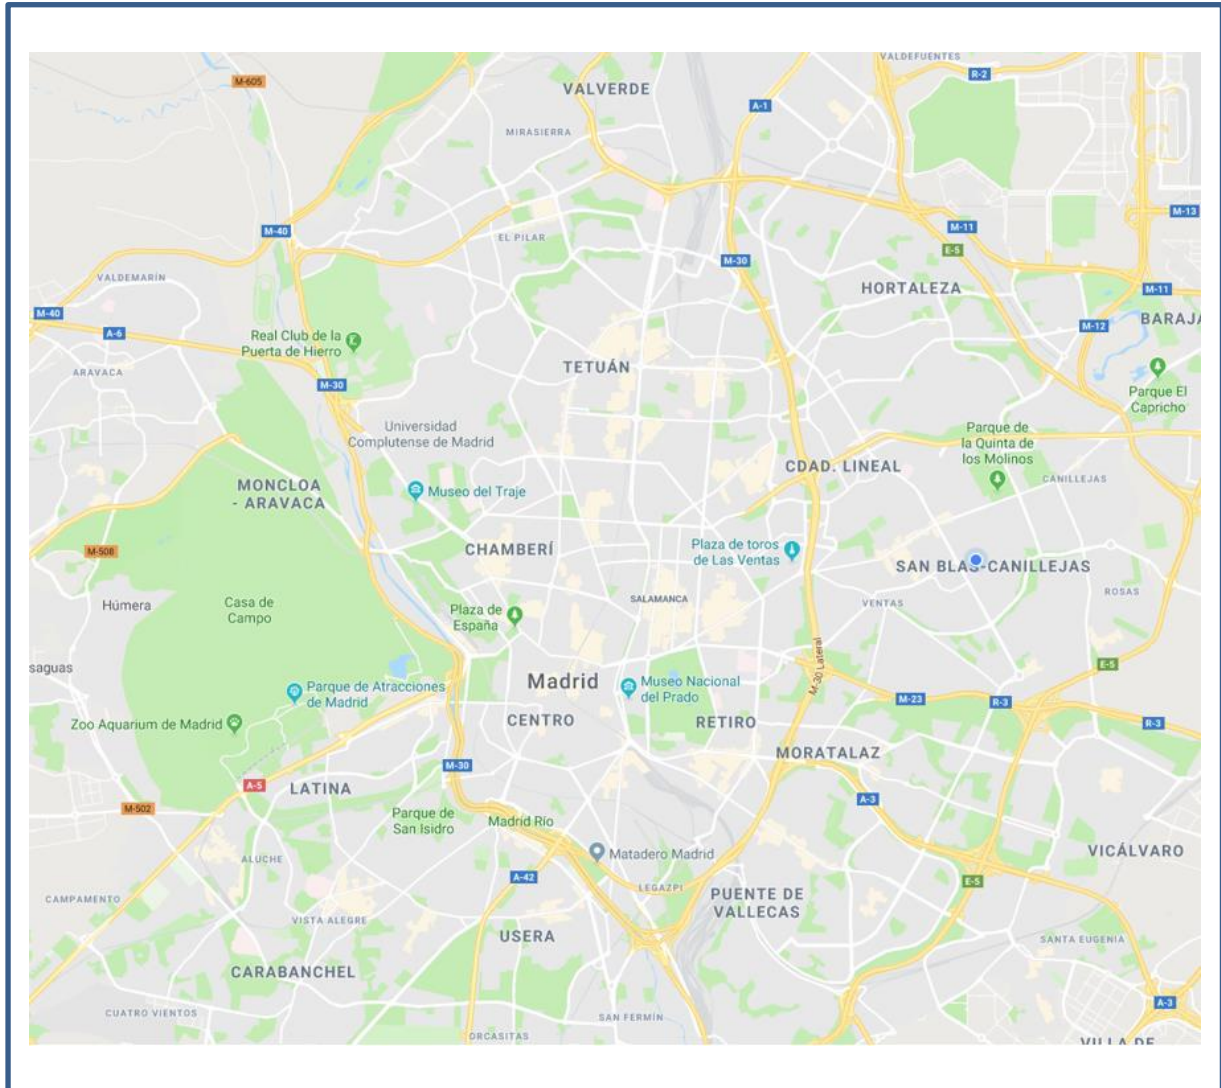 VALDEFUENTES
R-2
M-605
VALVERDE
A-1
MIRASIERRA
M-13
M-40
M-11
EL PILAR
E-5
M-30
VALDEMARÍN
HORTALEZA
M-11
M-40
BARAJA
M-12
A-6
Real Club de la
Puerta de Hierro
TETUÁN
ARAVACA
M-30
Parque El
Capricho
Universidad
Complutense de Madrid
Parque de
la Quinta de
los Molinos
CDAD. LINEAL
CANILLEJAS
MONCLOA
- ARAVACA
Museo del Traje
M-508
CHAMBERÍ
Plaza de toros
de Las Ventas
SAN BLAS-CANILLEJAS
ROSAS
Húmera
Casa de
Campo
SALAMANCA
VENTAS
Plaza de
España
M-30 Lateral
saguas
E-5
Madrid
Museo Nacional
del Prado
Parque de Atracciones
de Madrid
M-23
R-3
R-3
Zoo Aquarium de Madrid
CENTRO
RETIRO
MORATALAZ
M-30
A-5
LATINA
A-3
M-502
Parque de
San Isidro
Madrid Río
Matadero Madrid
VICÁLVARO
ALUCHE
A-42
LEGAZPI
E-5
CAMPAMENTO
PUENTE DE
VALLECAS
VISTA ALEGRE
USERA
SANTA EUGENIA
CARABANCHEL
A-3
CUATRO VIENTOS
SAN FERMÍN
ORCASITAS
VILLA DE